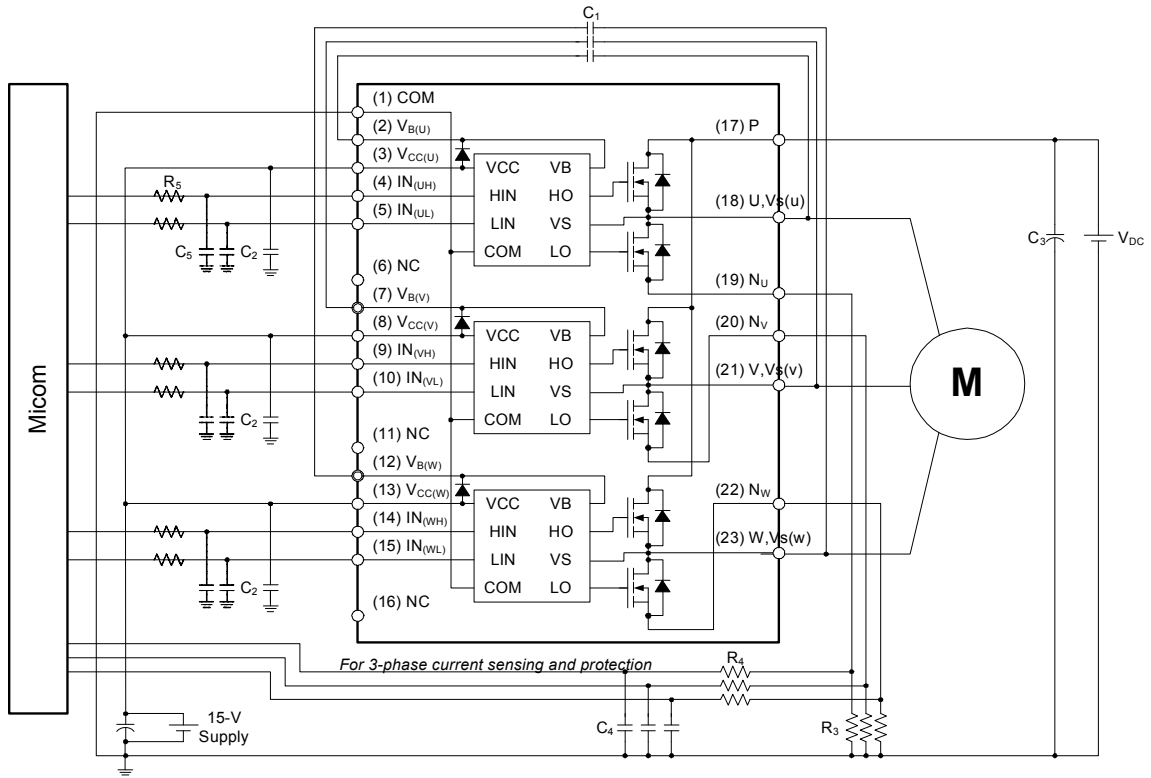 C1
Micom
(1) COM
(2) VB(U)
(3) VCC(U)
(4) IN(UH)
(5) IN(UL)
(6) NC
(7) VB(V)
(8) VCC(V)
(9) IN(VH)
(10) IN(VL)
(11) NC
(12) VB(W)
(13) VCC(W)
(14) IN(WH)
(15) IN(WL)
(16) NC
R5
C5
C2
C2
C2
VCC VB
HIN HO
LIN VS
COM LO
VCC VB
HIN HO
LIN VS
COM LO
VCC VB
HIN HO
LIN VS
COM LO
(17) P
(18) U,Vs(u)
(19) NU
(20) NV
(21) V,Vs(v)
(22) NW
(23) W,Vs(w)
M
C3
VDC
For 3-phase current sensing and protection
R4
15-V
Supply
C4
R3